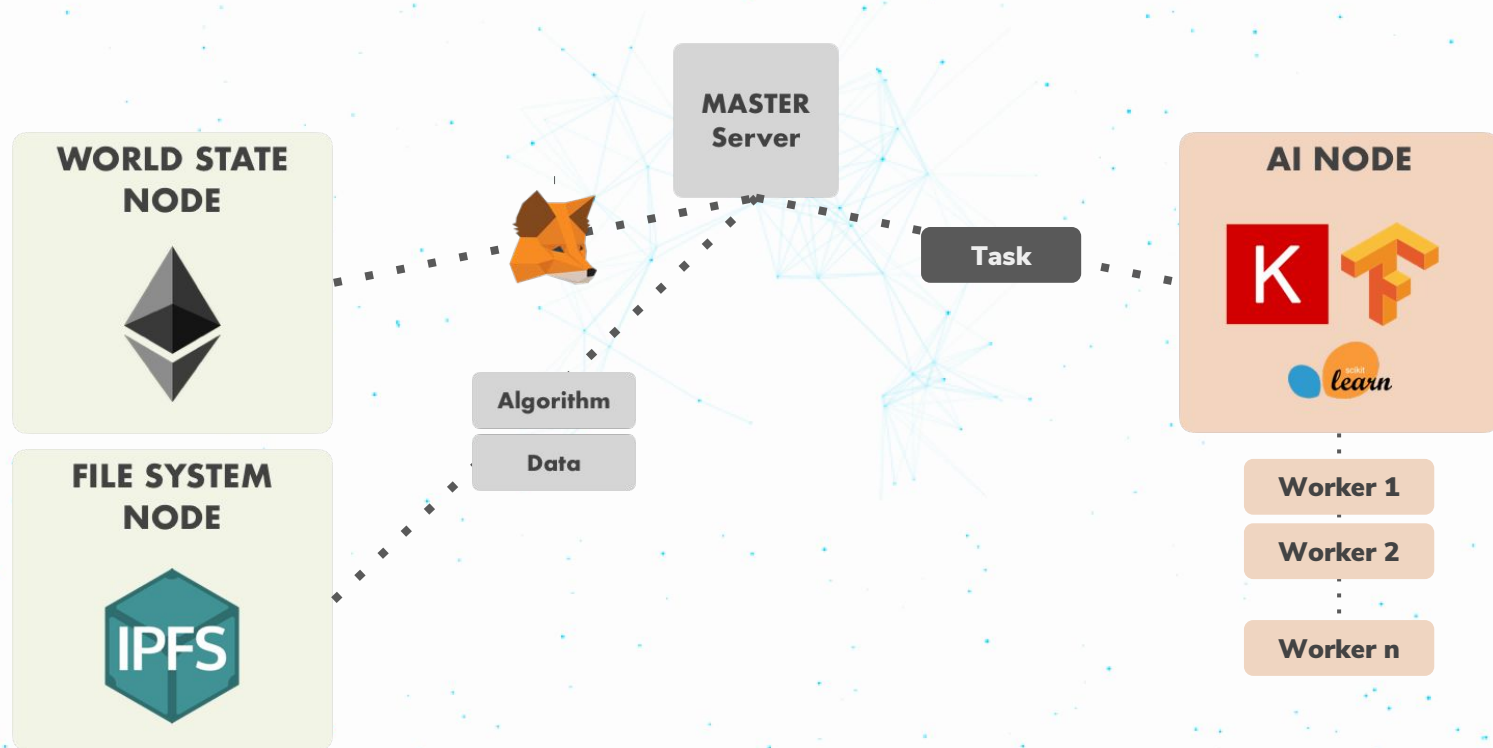 MASTER
Server
WORLD STATE
NODE
AI NODE
K
Task
scikit
learn
Algorithm
Data
FILE SYSTEM
NODE
IPFS
Worker 1
Worker 2
Worker n